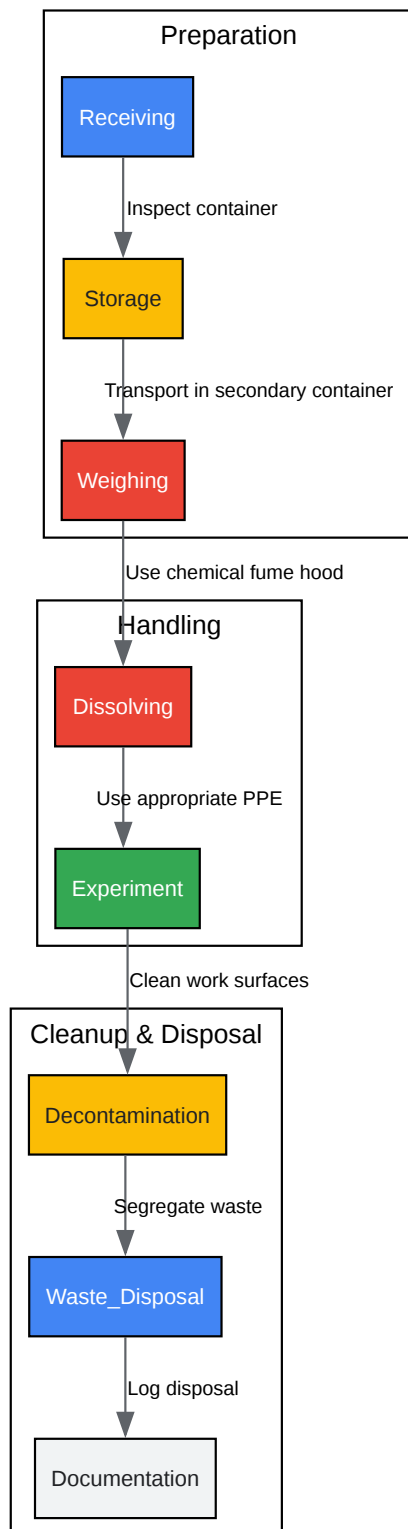 Preparation
Receiving
Inspect container
Storage
Transport in secondary container
Weighing
Use chemical fume hood
Handling
Dissolving
Use appropriate PPE
Experiment
Clean work surfaces
Cleanup & Disposal
Decontamination
Segregate waste
Waste_Disposal
Log disposal
Documentation